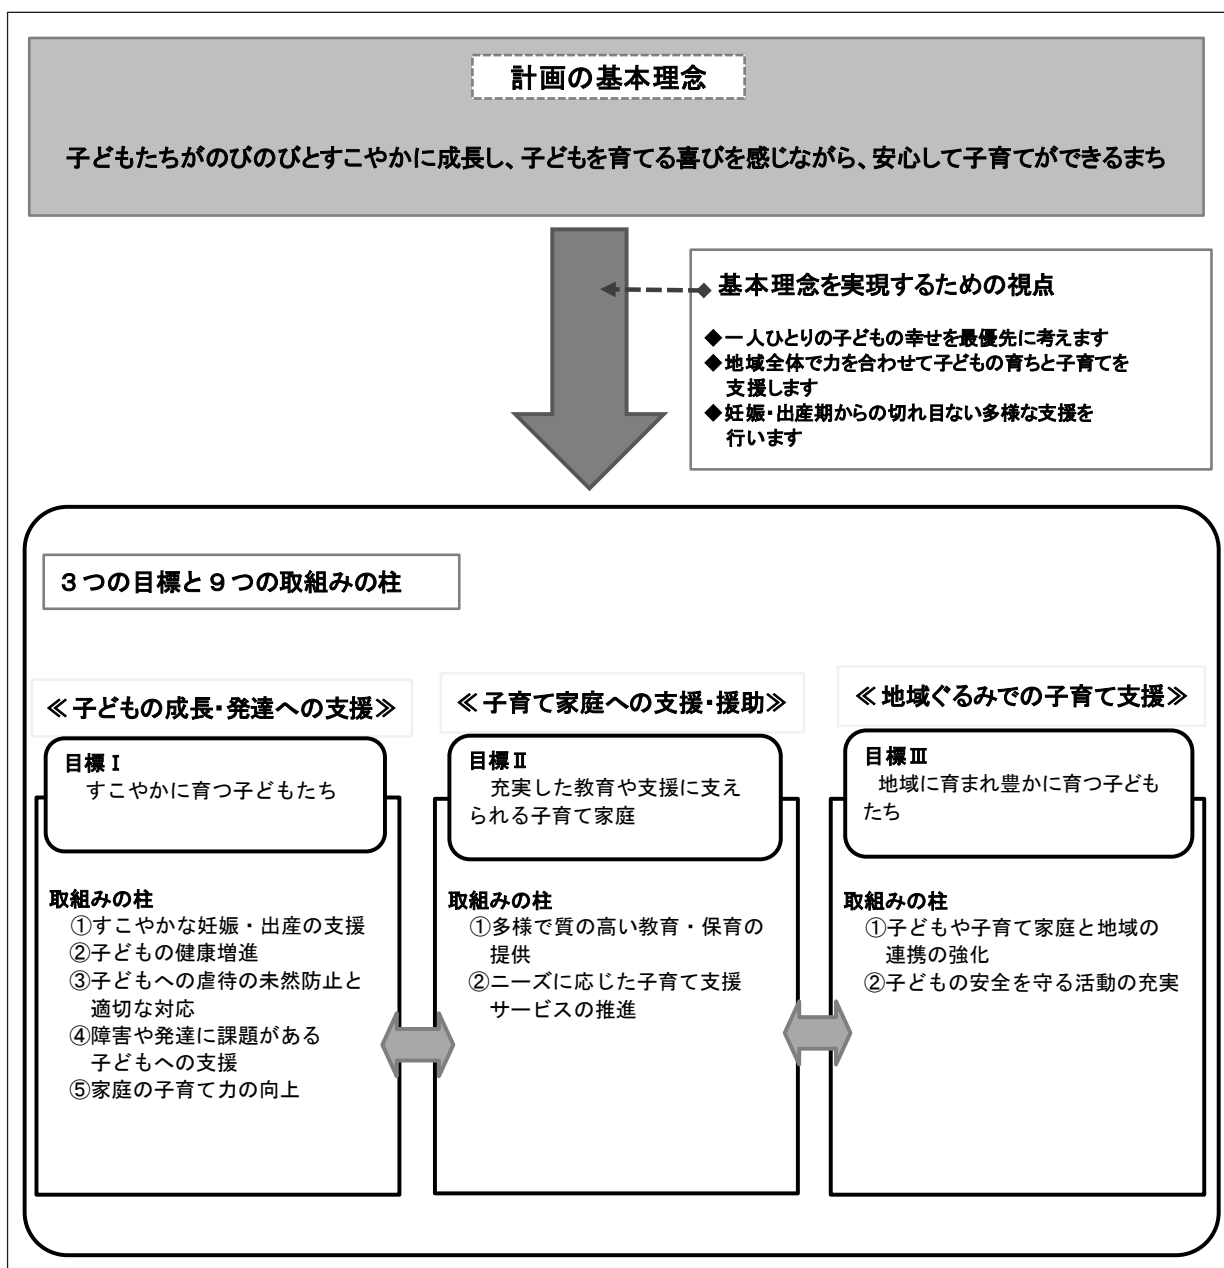 計画の基本理念
子どもたちがのびのびとすこやかに成長し、子どもを育てる喜びを感じながら、安心して子育てができるまち
基本理念を実現するための視点
◆一人ひとりの子どもの幸せを最優先に考えます
◆地域全体で力を合わせて子どもの育ちと子育てを
支援します
◆妊娠・出産期からの切れ目ない多様な支援を
行います
３つの目標と９つの取組みの柱
≪子どもの成長・発達への支援≫
目標Ⅰ
すこやかに育つ子どもたち
取組みの柱
①すこやかな妊娠・出産の支援
②子どもの健康増進
③子どもへの虐待の未然防止と
適切な対応
④障害や発達に課題がある
子どもへの支援
⑤家庭の子育て力の向上
≪子育て家庭への支援・援助≫
目標Ⅱ
充実した教育や支援に支え
られる子育て家庭
取組みの柱
①多様で質の高い教育・保育の
提供
②ニーズに応じた子育て支援
サービスの推進
≪地域ぐるみでの子育て支援≫
目標Ⅲ
地域に育まれ豊かに育つ子ども
たち
取組みの柱
①子どもや子育て家庭と地域の
連携の強化
②子どもの安全を守る活動の充実